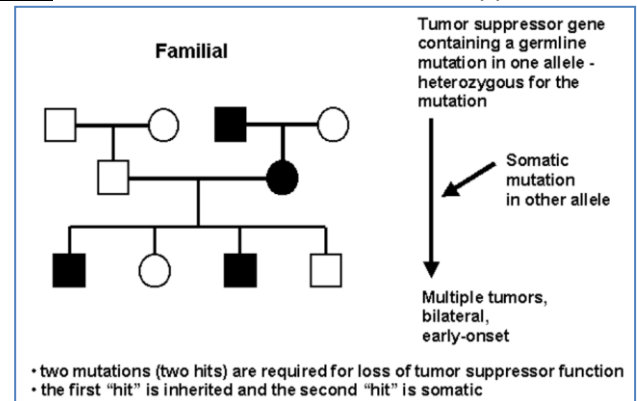 Familial
Tumor suppressor gene
containing a germline
mutation in one allele -
heterozygous for the
mutation
Somatic
mutation
in other allele
Multiple tumors,
bilateral,
early-onset
• two mutations (two hits) are required for loss of tumor suppressor function
• the first “hit” is inherited and the second “hit” is somatic